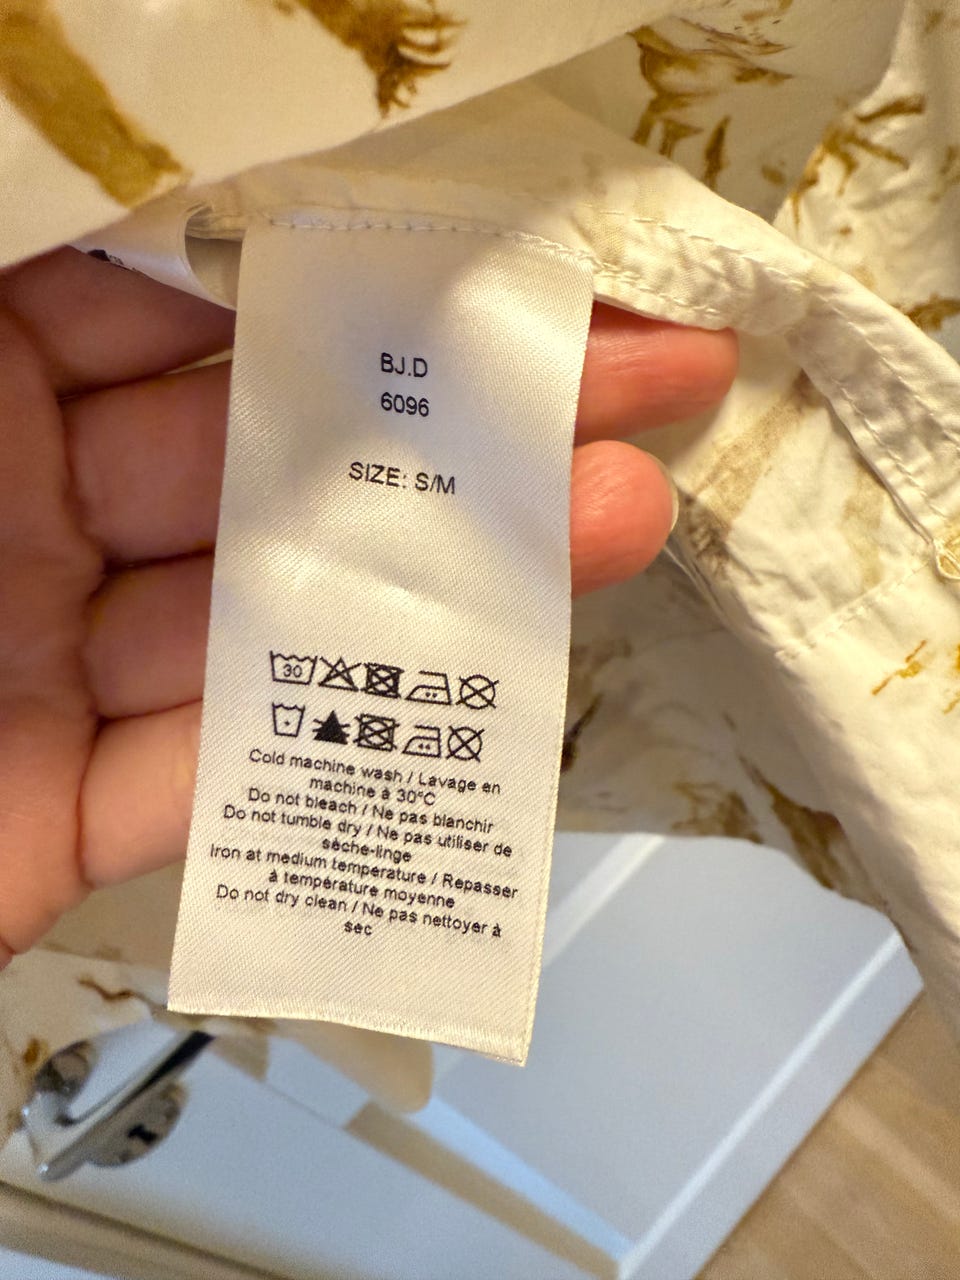 BJ.D
6096
SIZE: S/M
30
Cold machine wash / Lavage en
machine à 30°C
Do not bleach / Ne pas blanchir
Do not tumble dry / Ne pas utiliser de
sèche-linge
Iron at medium temperature / Repasser
à température moyenne
Do not dry clean / Ne pas nettoyer à
sec